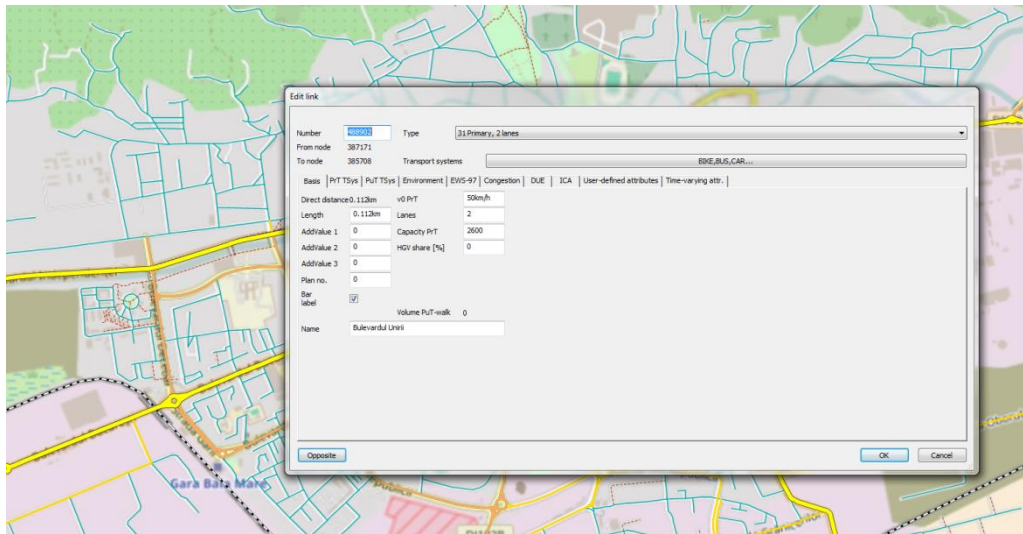 Edit link
Number 488902 Type 31 Primary, 2 lanes
From node 387171
To node 385708 Transport systems BIKE,BUS,CAR...
Basis PrT TSys PuT TSys Environment EWS-97 Congestion DUE ICA User-defined attributes Time-varying attr.
Direct distance 0.112km v0 PrT 50km/h
Length 0.112km Lanes 2
AddValue 1 0 Capacity PrT 2600
AddValue 2 0 HGV share [%] 0
AddValue 3 0
Plan no. 0
Bar
label
Volume PuT-walk 0
Name Bulevardul Unirii
Opposite OK Cancel
Strada Gării
Gara Baia Mare